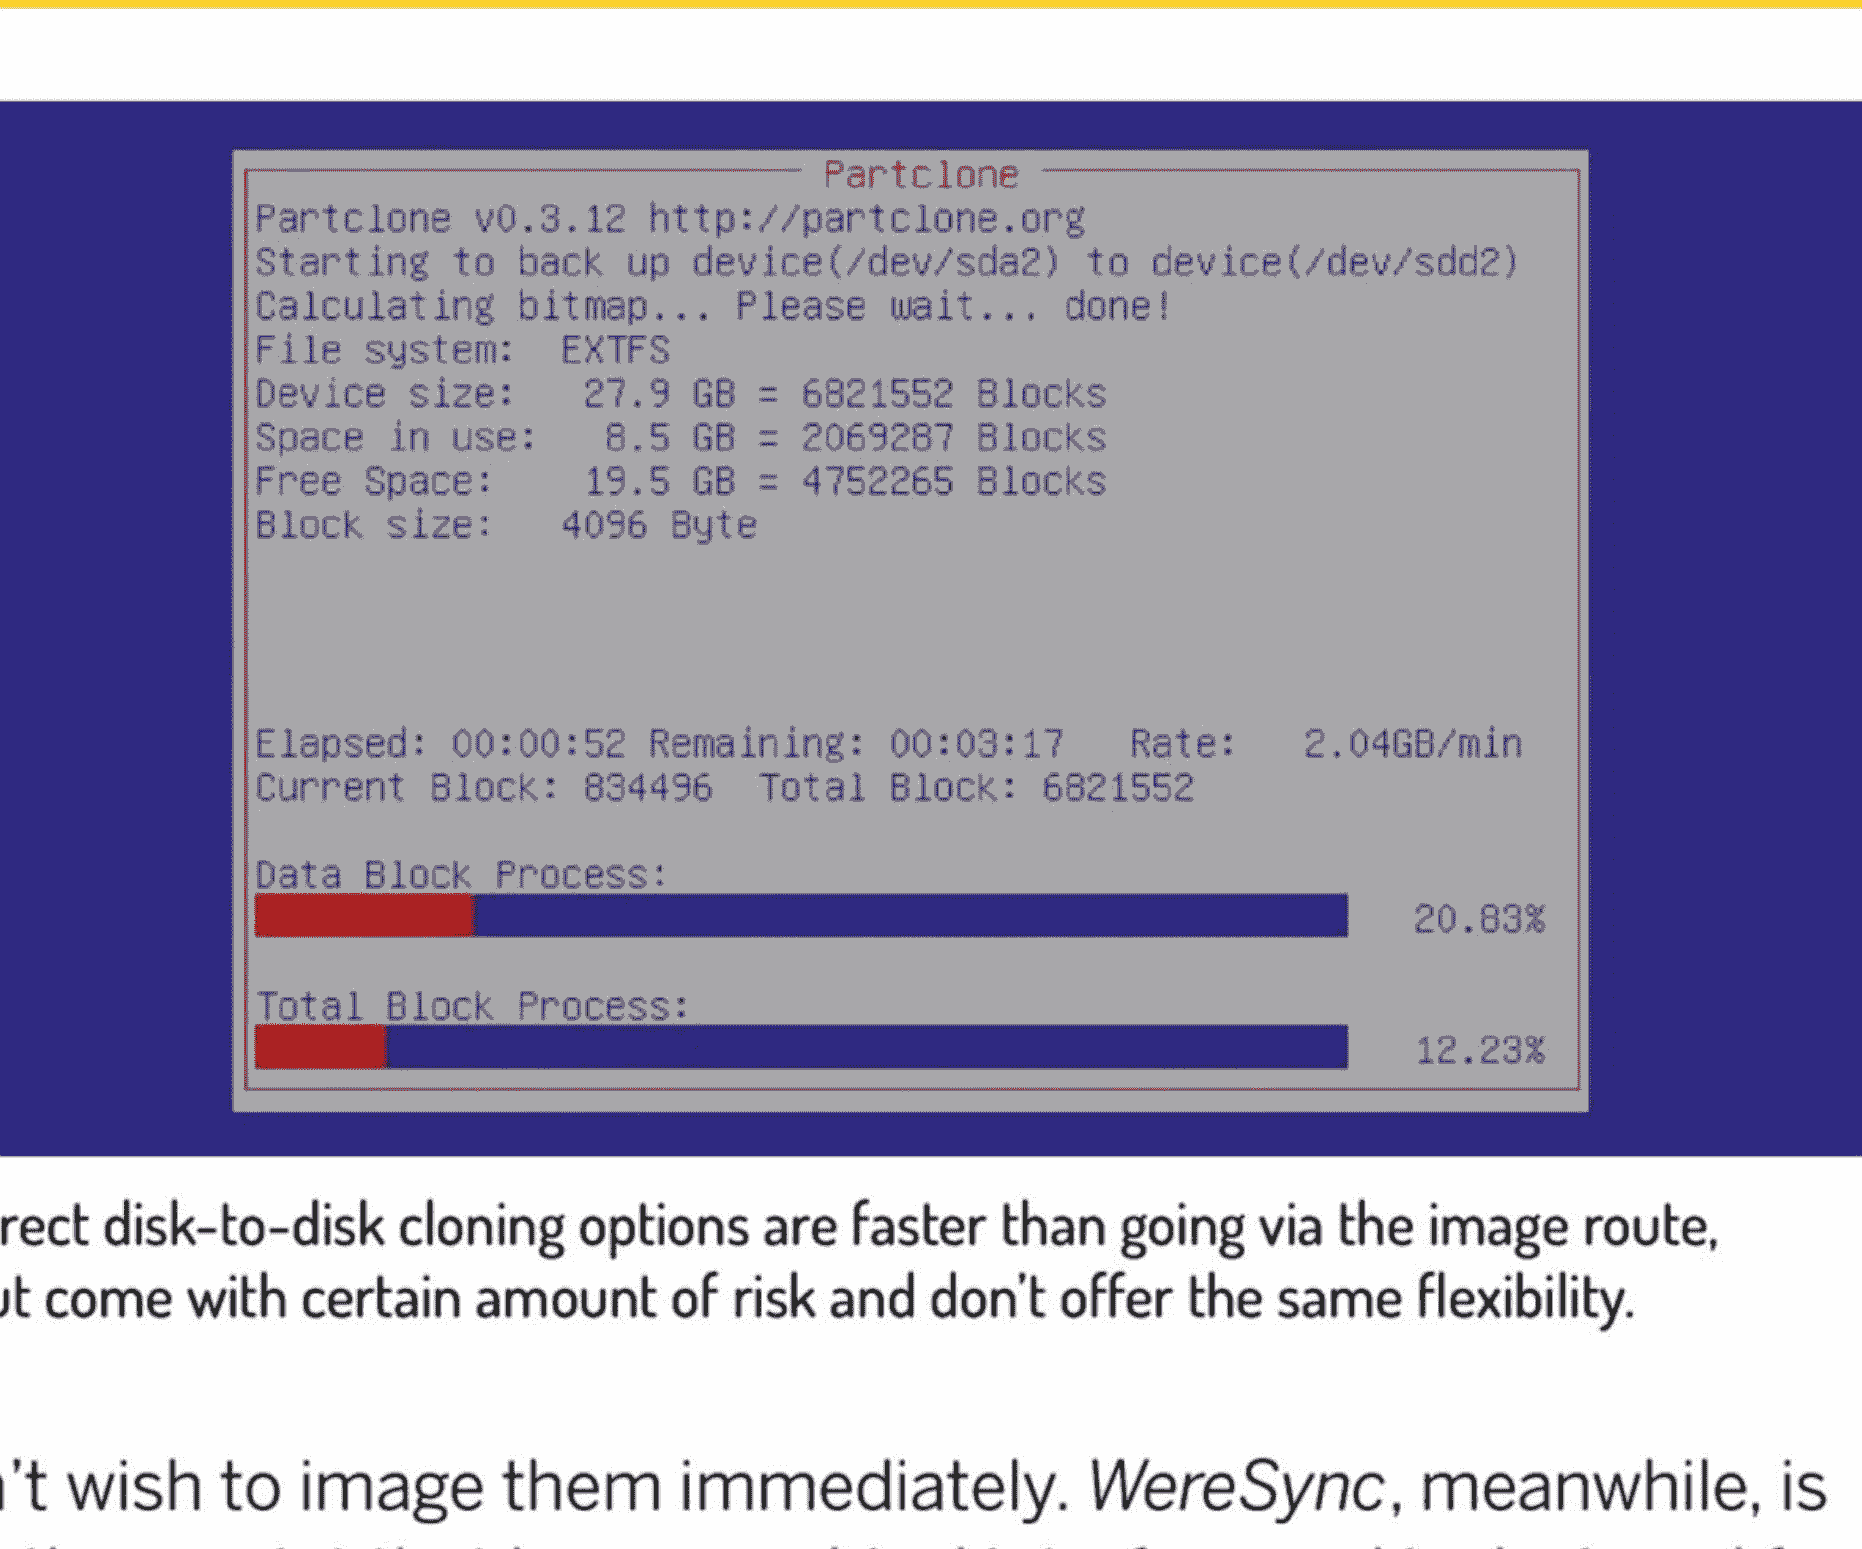 Partclone
Partclone v0.3.12 http://partclone.org
Starting to back up device(/dev/sda2) to device(/dev/sdd2)
Calculating bitmap... Please wait... done!
File system: EXTFS
Device size: 27.9 GB = 6821552 Blocks
Space in use: 8.5 GB = 2069287 Blocks
Free Space: 19.5 GB = 4752265 Blocks
Block size: 4096 Byte
Elapsed: 00:00:52 Remaining: 00:03:17 Rate: 2.04GB/min
Current Block: 834496 Total Block: 6821552
Data Block Process:
20.83%
Total Block Process:
12.23%
rect disk-to-disk cloning options are faster than going via the image route,
ut come with certain amount of risk and don't offer the same flexibility.
't wish to image them immediately. WereSync, meanwhile, is